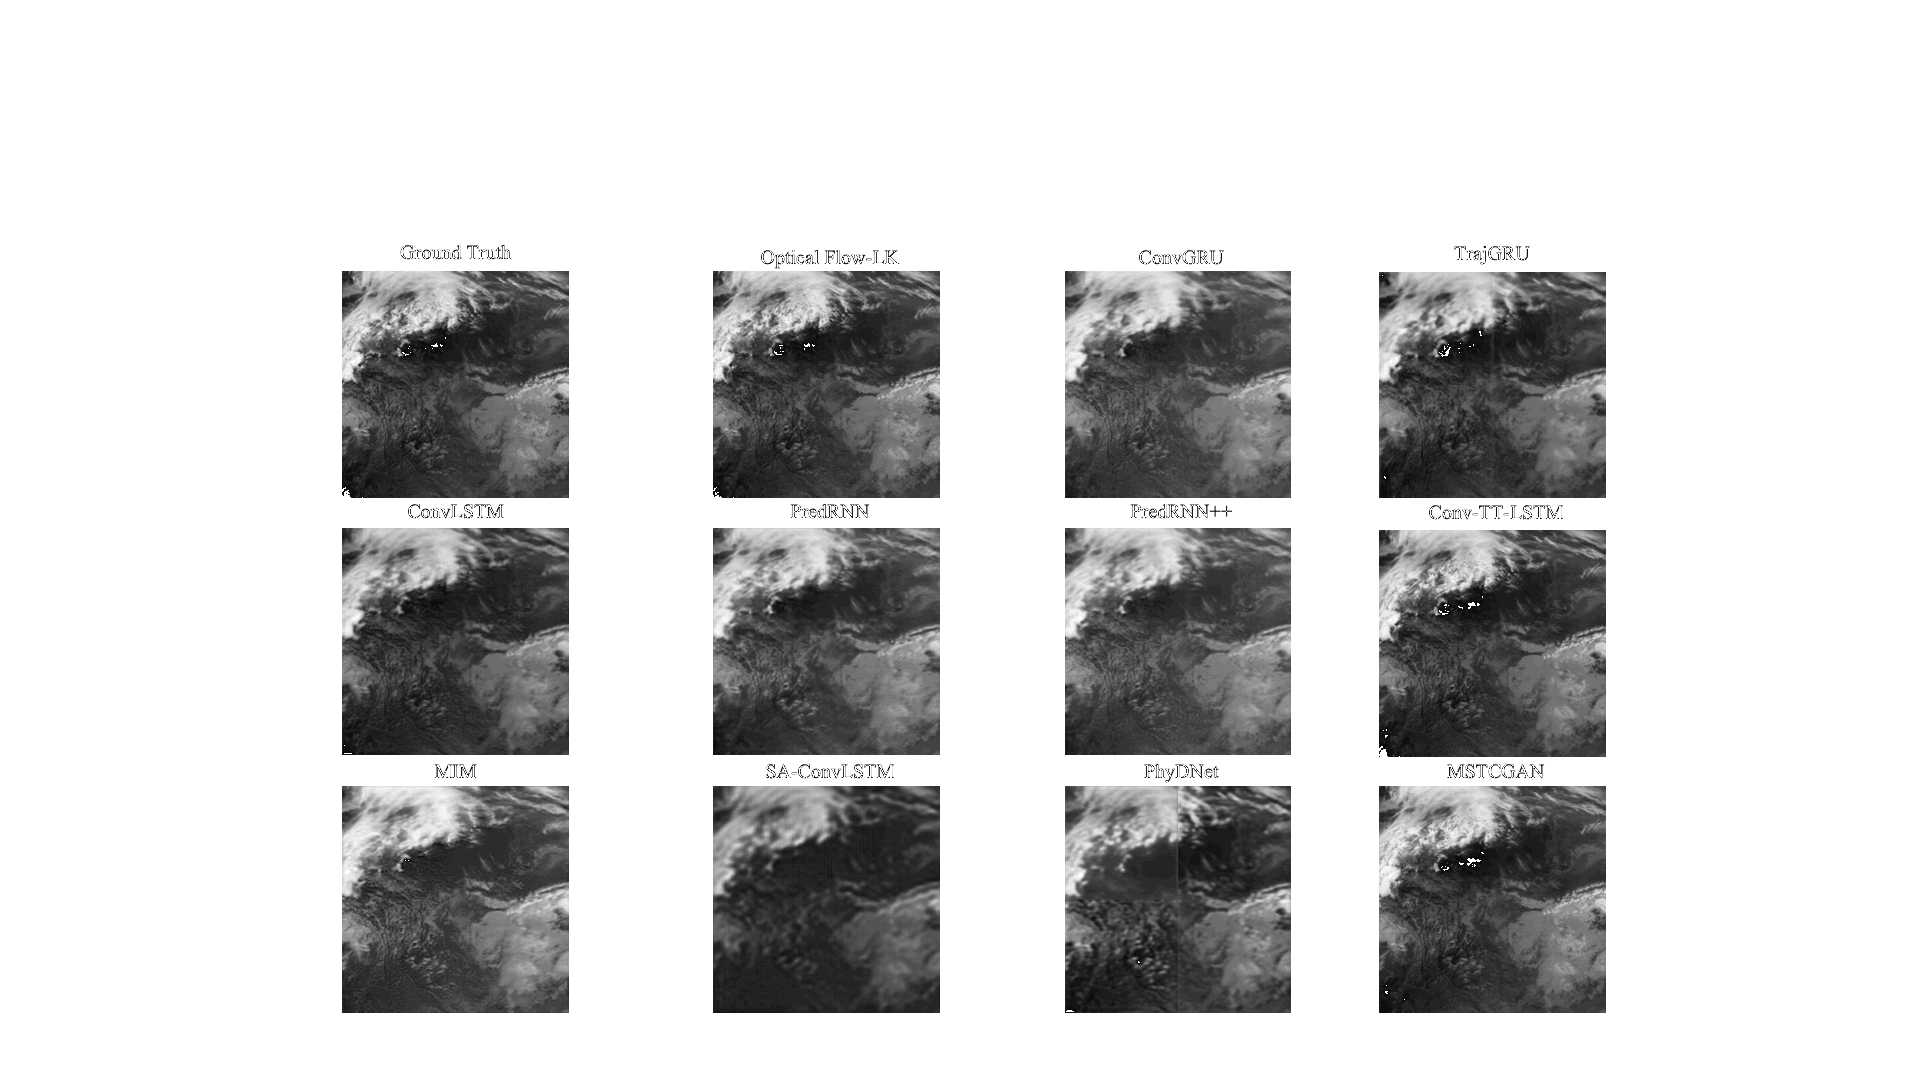 Ground Truth
Optical Flow-LK
ConvGRU
TrajGRU
ConvLSTM
PredRNN
PredRNN++
Conv-TT-LSTM
MIM
SA-ConvLSTM
PhyDNet
MSTCGAN